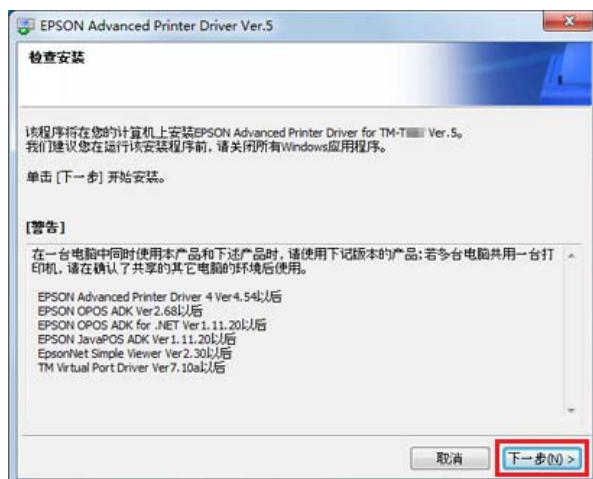 EPSON Advanced Printer Driver Ver.5
检查安装
该程序将在您的计算机上安装EPSON Advanced Printer Driver for TM-T Ver.5。
我们建议您在运行该安装程序前，请关闭所有Windows应用程序。
单击 [下一步] 开始安装。
[警告]
在一台电脑中同时使用本产品和下述产品时，请使用下记版本的产品；若多台电脑共用一台打
印机，请在确认了共享的其它电脑的环境后使用。
EPSON Advanced Printer Driver 4 Ver4.54以后
EPSON OPOS ADK Ver2.68以后
EPSON OPOS ADK for .NET Ver1.11.20以后
EPSON JavaPOS ADK Ver1.11.20以后
EpsonNet Simple Viewer Ver2.30以后
TM Virtual Port Driver Ver7.10a以后
取消
下一步(N) >